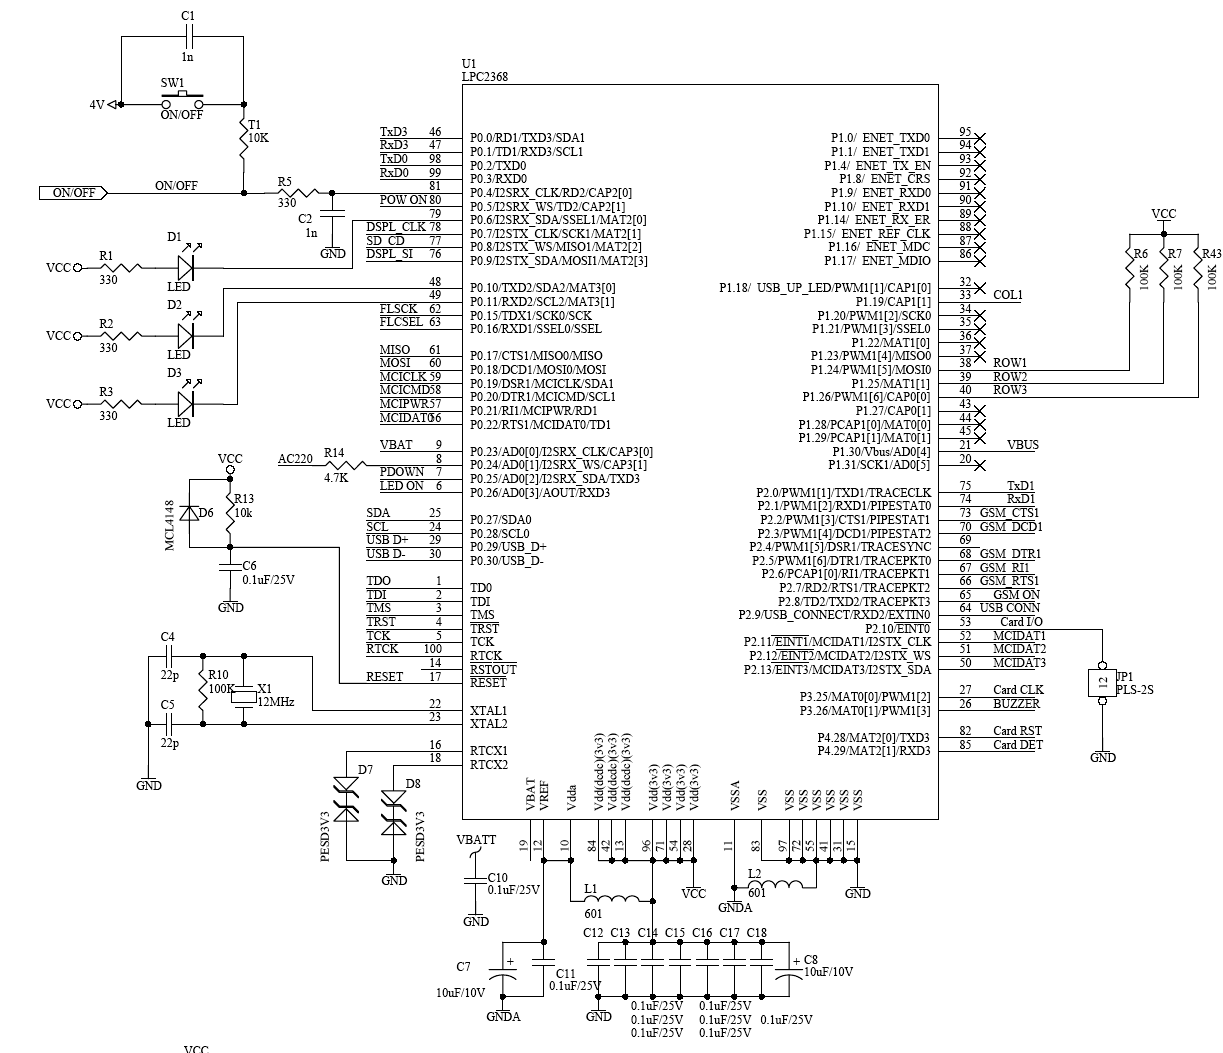 C1
1n
SW1
4V
ON/OFF
T1
10K
ON/OFF
ON/OFF
R5
330
C2
1n
GND
D1
R1
VCC
330
LED
D2
R2
VCC
330
LED
D3
R3
VCC
330
LED
VCC
R13
10k
D6
MCL4148
C6
0.1uF/25V
GND
C4
22p
R10
100K
X1
12MHz
C5
22p
GND
U1
LPC2368
TxD3 46 P0.0/RD1/TXD3/SDA1
RxD3 47 P0.1/TD1/RXD3/SCL1
TxD0 98 P0.2/TXD0
RxD0 99 P0.3/RXD0
81 P0.4/I2SRX_CLK/RD2/CAP2[0]
POW ON 80 P0.5/I2SRX_WS/TD2/CAP2[1]
79 P0.6/I2SRX_SDA/SSEL1/MAT2[0]
DSPL_CLK 78 P0.7/I2STX_CLK/SCK1/MAT2[1]
SD_CD 77 P0.8/I2STX_WS/MISO1/MAT2[2]
DSPL_SI 76 P0.9/I2STX_SDA/MOSI1/MAT2[3]
48 P0.10/TXD2/SDA2/MAT3[0]
49 P0.11/RXD2/SCL2/MAT3[1]
FLSCK 62 P0.15/TDX1/SCK0/SCK
FLCSEL 63 P0.16/RXD1/SSEL0/SSEL
MISO 61 P0.17/CTS1/MISO0/MISO
MOSI 60 P0.18/DCD1/MOSI0/MOSI
MCICLK 59 P0.19/DSR1/MCICLK/SDA1
MCICMD 58 P0.20/DTR1/MCICMD/SCL1
MCIPWR 57 P0.21/RI1/MCIPWR/RD1
MCIDAT0 56 P0.22/RTS1/MCIDAT0/TD1
VBAT 9 P0.23/AD0[0]/I2SRX_CLK/CAP3[0]
AC220 R14 4.7K 8 P0.24/AD0[1]/I2SRX_WS/CAP3[1]
PDOWN 7 P0.25/AD0[2]/I2SRX_SDA/TXD3
LED ON 6 P0.26/AD0[3]/AOUT/RXD3
SDA 25 P0.27/SDA0
SCL 24 P0.28/SCL0
USB D+ 29 P0.29/USB_D+
USB D- 30 P0.30/USB_D-
TDO 1 TD0
TDI 2 TDI
TMS 3 TMS
TRST 4 TRST
TCK 5 TCK
RTCK 100 RTCK
14 RSTOUT
RESET 17 RESET
22 XTAL1
23 XTAL2
16 RTCX1
18 RTCX2
D7
PESD3V3
D8
PESD3V3
GND
P1.0/ ENET_TXD0 95
P1.1/ ENET_TXD1 94
P1.4/ ENET_TX_EN 93
P1.8/ ENET_CRS 92
P1.9/ ENET_RXD0 91
P1.10/ ENET_RXD1 90
P1.14/ ENET_RX_ER 89
P1.15/ ENET_REF_CLK 88
P1.16/ ENET_MDC 87
P1.17/ ENET_MDIO 86
P1.18/ USB_UP_LED/PWM1[1]/CAP1[0] 32
P1.19/CAP1[1] 33 COL1
P1.20/PWM1[2]/SCK0 34
P1.21/PWM1[3]/SSEL0 35
P1.22/MAT1[0] 36
P1.23/PWM1[4]/MISO0 37
P1.24/PWM1[5]/MOSI0 38 ROW1
P1.25/MAT1[1] 39 ROW2
P1.26/PWM1[6]/CAP0[0] 40 ROW3
P1.27/CAP0[1] 43
P1.28/PCAP1[0]/MAT0[0] 44
P1.29/PCAP1[1]/MAT0[1] 45
P1.30/Vbus/AD0[4] 21 VBUS
P1.31/SCK1/AD0[5] 20
P2.0/PWM1[1]/TXD1/TRACECLK 75 TxD1
P2.1/PWM1[2]/RXD1/PIPESTAT0 74 RxD1
P2.2/PWM1[3]/CTS1/PIPESTAT1 73 GSM_CTS1
P2.3/PWM1[4]/DCD1/PIPESTAT2 70 GSM_DCD1
P2.4/PWM1[5]/DSR1/TRACESYNC 69
P2.5/PWM1[6]/DTR1/TRACEPKT0 68 GSM_DTR1
P2.6/PCAP1[0]/RI1/TRACEPKT1 67 GSM_RI1
P2.7/RD2/RTS1/TRACEPKT2 66 GSM_RTS1
P2.8/TD2/TXD2/TRACEPKT3 65 GSM ON
P2.9/USB_CONNECT/RXD2/EXTIN0 64 USB CONN
P2.10/EINT0 53 Card I/O
P2.11/EINT1/MCIDAT1/I2STX_CLK 52 MCIDAT1
P2.12/EINT2/MCIDAT2/I2STX_WS 51 MCIDAT2
P2.13/EINT3/MCIDAT3/I2STX_SDA 50 MCIDAT3
P3.25/MAT0[0]/PWM1[2] 27 Card CLK
P3.26/MAT0[1]/PWM1[3] 26 BUZZER
P4.28/MAT2[0]/TXD3 82 Card RST
P4.29/MAT2[1]/RXD3 85 Card DET
VCC
R6 R7 R43
100K 100K 100K
JP1
PLS-2S
12
GND
VBAT VREF Vdda Vdd(dcdc)(3v3) Vdd(dcdc)(3v3) Vdd(dcdc)(3v3) Vdd(3v3) Vdd(3v3) Vdd(3v3) Vdd(3v3) VSSA VSS VSS VSS VSS VSS VSS VSS
19 12 10 84 42 13 96 71 54 28 11 83 97 72 55 41 31 15
VBATT
C10
0.1uF/25V
GND
L1
601
VCC
L2
601
GNDA
GND
C7
10uF/10V
C11
0.1uF/25V
GNDA
C12 C13 C14 C15 C16 C17 C18
C8
10uF/10V
GND
0.1uF/25V 0.1uF/25V
0.1uF/25V 0.1uF/25V 0.1uF/25V
0.1uF/25V 0.1uF/25V
VCC